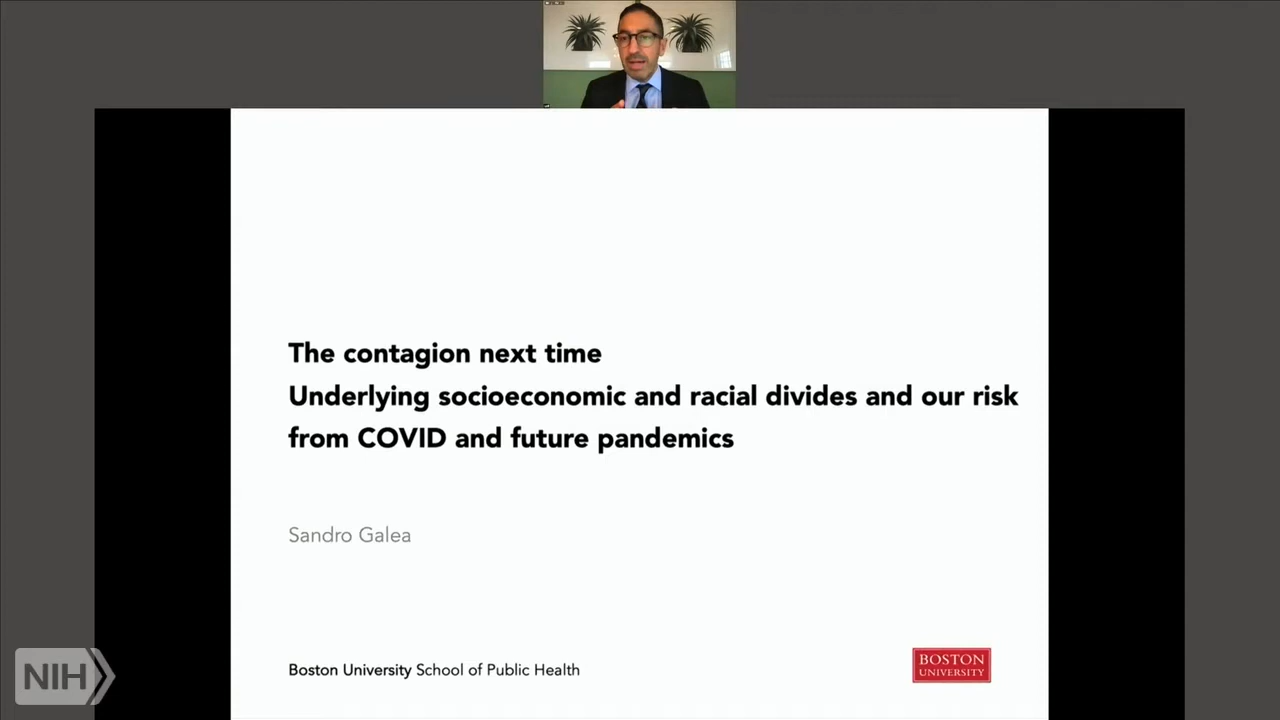 The contagion next time
Underlying socioeconomic and racial divides and our risk
from COVID and future pandemics
Sandro Galea
Boston University School of Public Health
BOSTON
UNIVERSITY
NIH